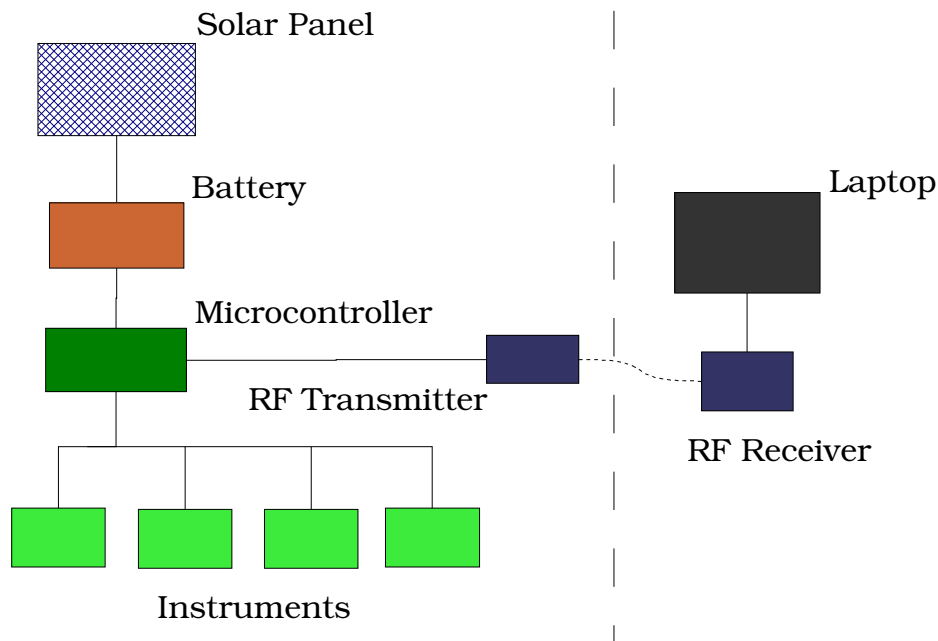 Solar Panel
Battery
Laptop
Microcontroller
RF Transmitter
RF Receiver
Instruments